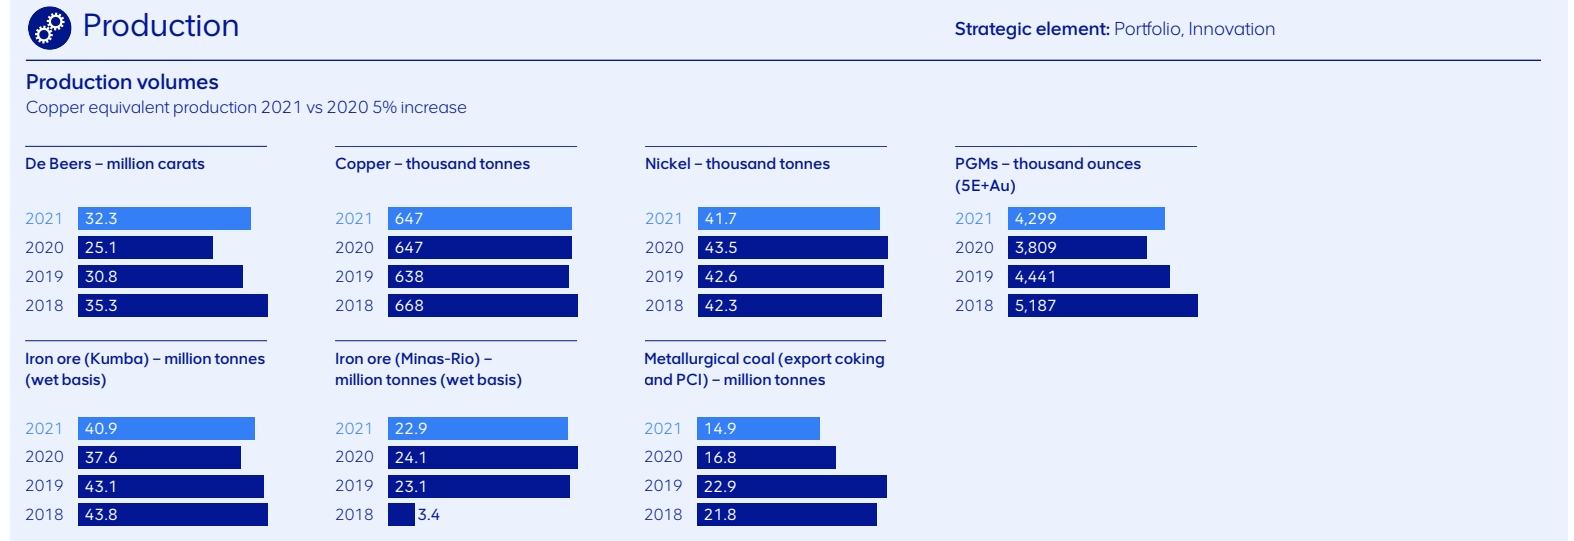 Production
Strategic element: Portfolio, Innovation
Production volumes
Copper equivalent production 2021 vs 2020 5% increase
De Beers – million carats
2021 32.3
2020 25.1
2019 30.8
2018 35.3
Copper – thousand tonnes
2021 647
2020 647
2019 638
2018 668
Nickel – thousand tonnes
2021 41.7
2020 43.5
2019 42.6
2018 42.3
PGMs – thousand ounces
(5E+Au)
2021 4,299
2020 3,809
2019 4,441
2018 5,187
Iron ore (Kumba) – million tonnes
(wet basis)
2021 40.9
2020 37.6
2019 43.1
2018 43.8
Iron ore (Minas-Rio) –
million tonnes (wet basis)
2021 22.9
2020 24.1
2019 23.1
2018 3.4
Metallurgical coal (export coking
and PCI) – million tonnes
2021 14.9
2020 16.8
2019 22.9
2018 21.8